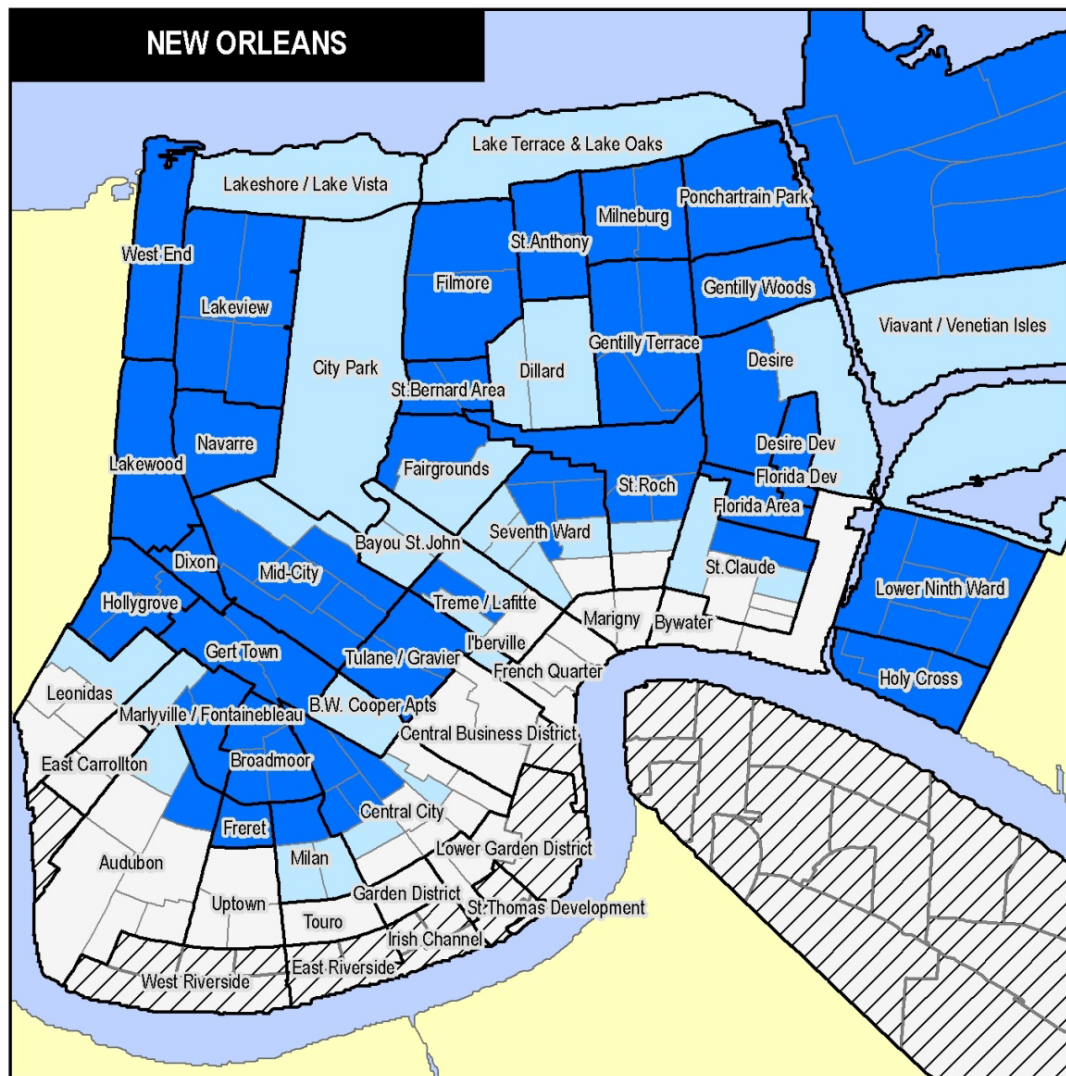 NEW ORLEANS
Lake Terrace & Lake Oaks
Lakeshore / Lake Vista
Ponchartrain Park
Milneburg
West End
St.Anthony
Filmore
Gentilly Woods
Lakeview
Viavant / Venetian Isles
Gentilly Terrace
City Park
Dillard
Desire
St.Bernard Area
Navarre
Desire Dev
Lakewood
Fairgrounds
Florida Dev
St.Roch
Florida Area
Seventh Ward
Bayou St.John
Dixon
Mid-City
St.Claude
Lower Ninth Ward
Hollygrove
Treme / Lafitte
Marigny
Bywater
I'berville
Gert Town
Tulane / Gravier
French Quarter
Holy Cross
Leonidas
B.W. Cooper Apts
Marlyville / Fontainebleau
Central Business District
Broadmoor
East Carrollton
Central City
Freret
Lower Garden District
Milan
Audubon
Garden District
Uptown
St.Thomas Development
Touro
Irish Channel
East Riverside
West Riverside